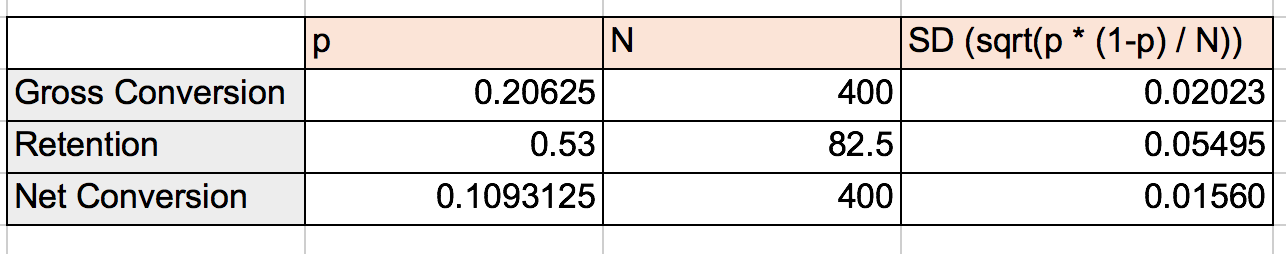 p N SD (sqrt(p * (1-p) / N))
Gross Conversion 0.20625 400 0.02023
Retention 0.53 82.5 0.05495
Net Conversion 0.1093125 400 0.01560